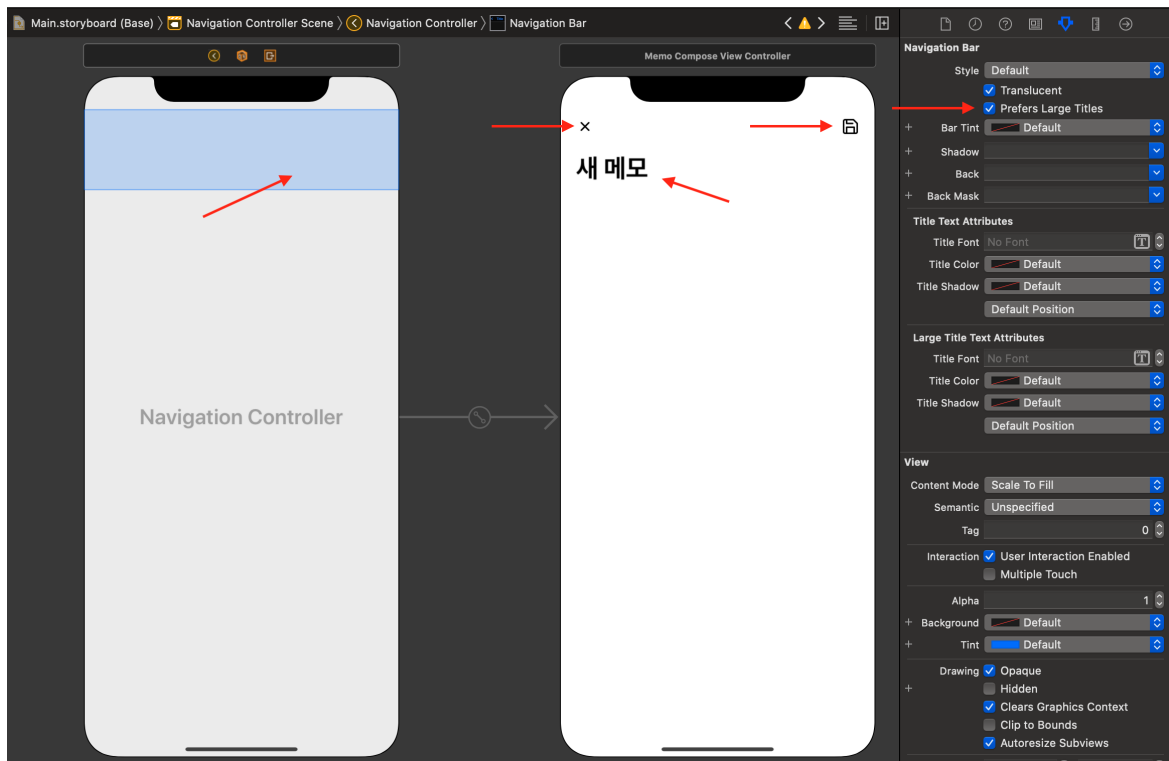 Main.storyboard (Base) 〉 Navigation Controller Scene 〉 Navigation Controller 〉 Navigation Bar
Memo Compose View Controller
새 메모
Navigation Controller
Navigation Bar
Style Default
Translucent
Prefers Large Titles
+ Bar Tint Default
+ Shadow
+ Back
+ Back Mask
Title Text Attributes
Title Font No Font T
Title Color Default
Title Shadow Default
Default Position
Large Title Text Attributes
Title Font No Font T
Title Color Default
Title Shadow Default
Default Position
View
Content Mode Scale To Fill
Semantic Unspecified
Tag 0
Interaction User Interaction Enabled
Multiple Touch
Alpha 1
+ Background Default
+ Tint Default
Drawing Opaque
+ Hidden
Clears Graphics Context
Clip to Bounds
Autoresize Subviews